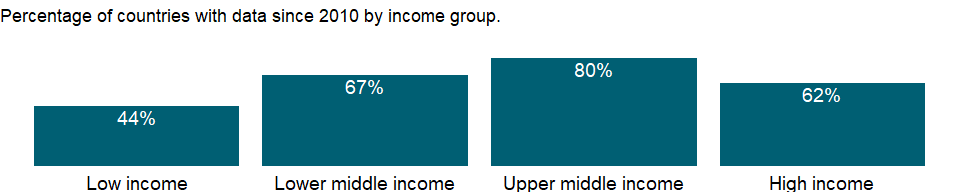 Percentage of countries with data since 2010 by income group.
44%
67%
80%
62%
Low income
Lower middle income
Upper middle income
High income